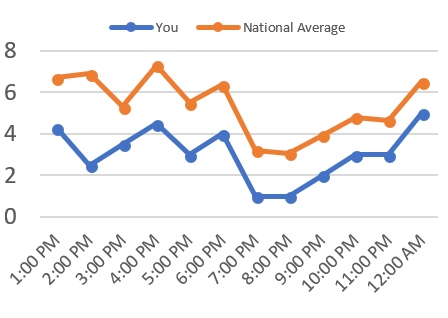 You National Average
8
6
4
2
0
1:00 PM
2:00 PM
3:00 PM
4:00 PM
5:00 PM
6:00 PM
7:00 PM
8:00 PM
9:00 PM
10:00 PM
11:00 PM
12:00 AM